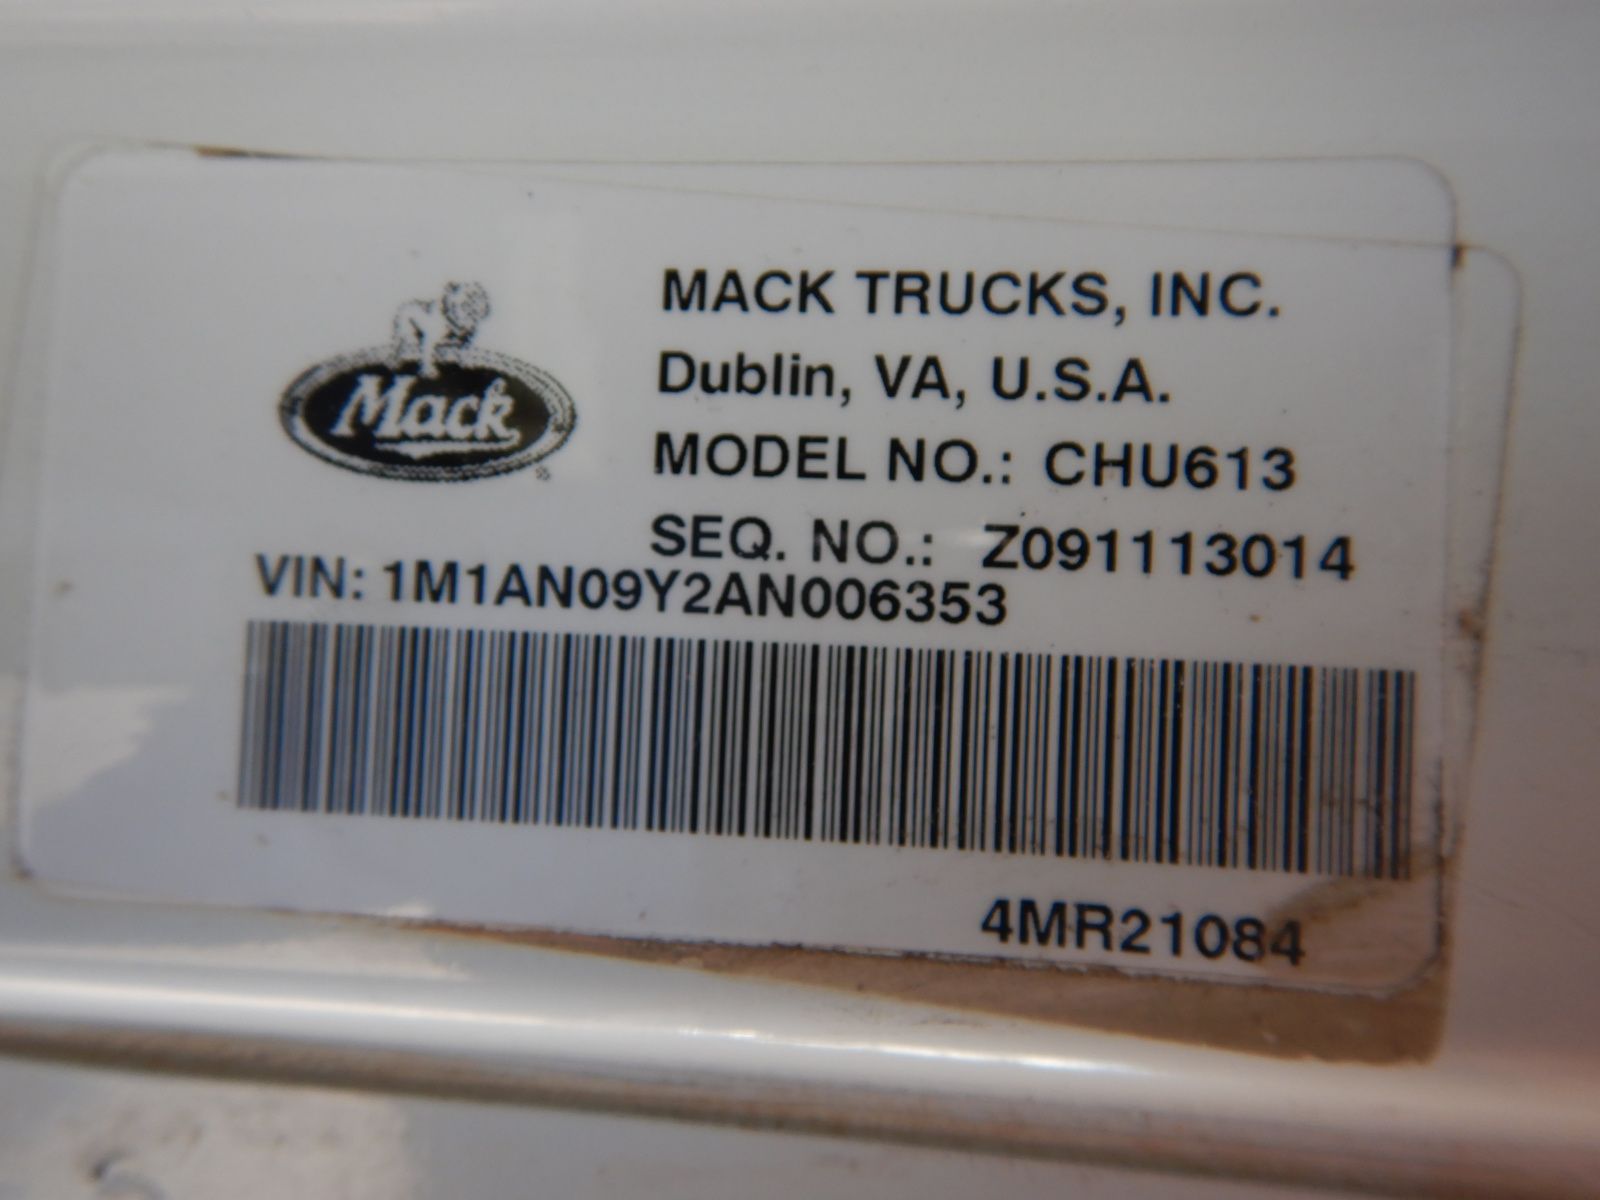 Mack
®
MACK TRUCKS, INC.
Dublin, VA, U.S.A.
MODEL NO.: CHU613
SEQ. NO.: Z091113014
VIN: 1M1AN09Y2AN006353
4MR21084